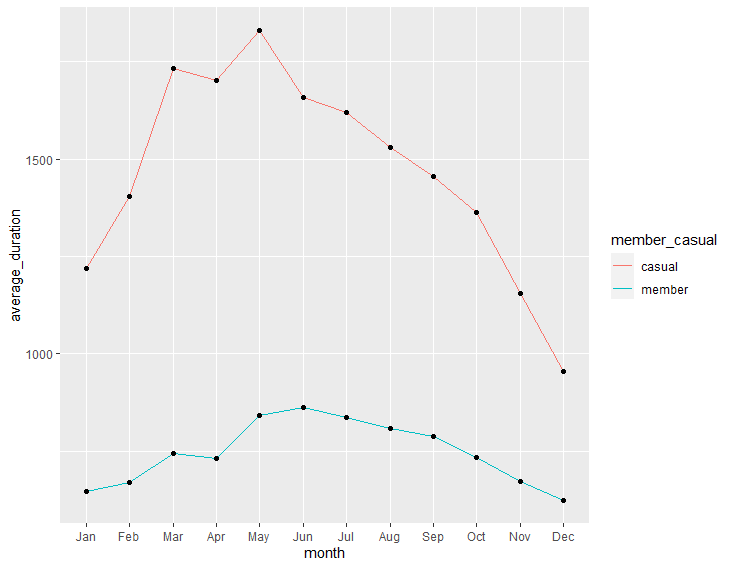 average_duration
1500
1000
Jan Feb Mar Apr May Jun Jul Aug Sep Oct Nov Dec
month
member_casual
casual
member